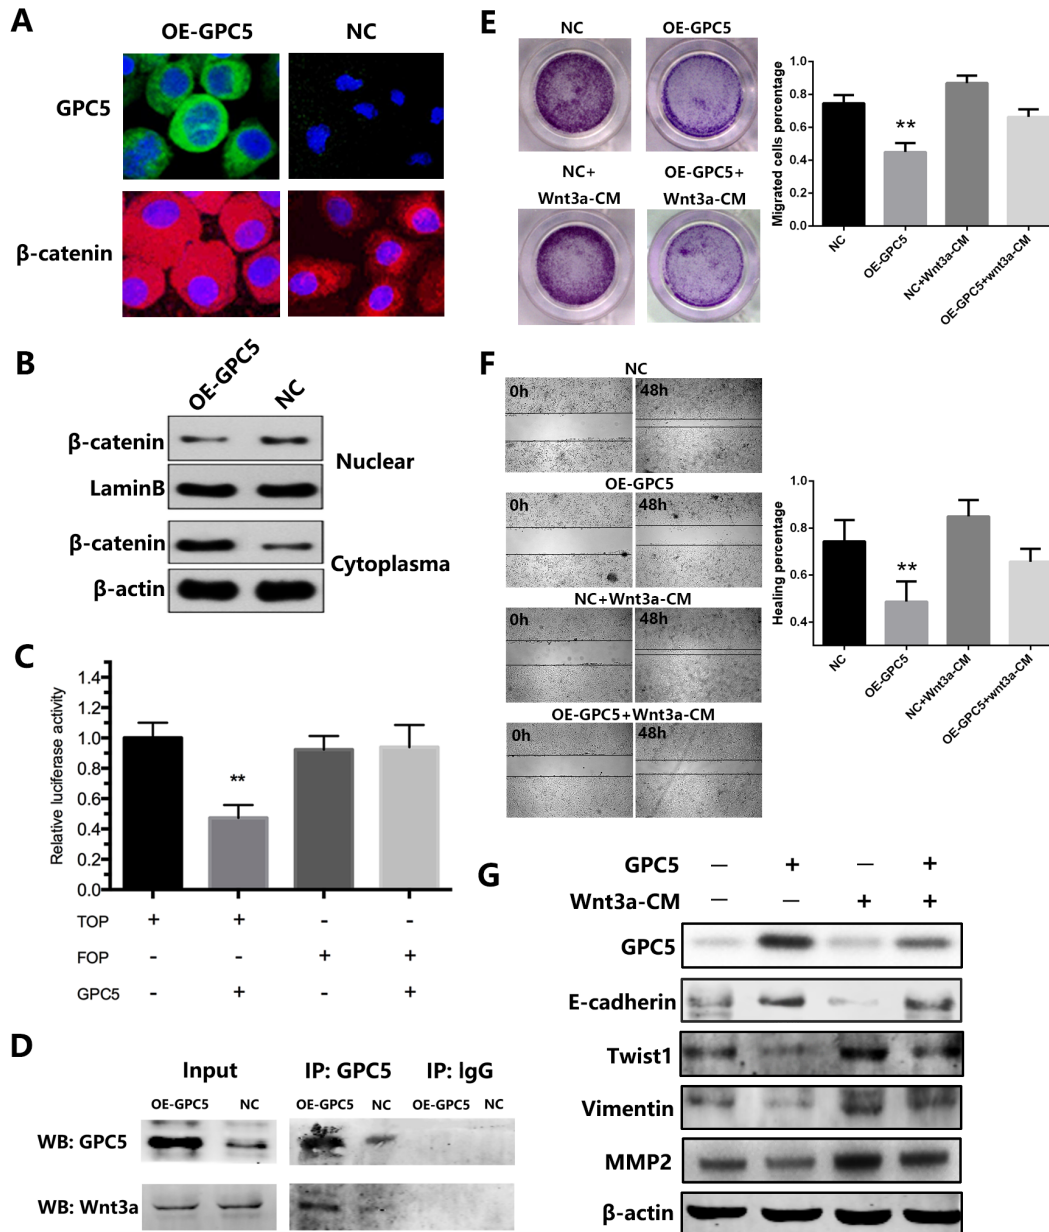 A
OE-GPC5 NC
GPC5
β-catenin
B
OE-GPC5 NC
β-catenin
Nuclear
LaminB
β-catenin
Cytoplasma
β-actin
C
Relative luciferase activity
1.4
1.2
1.0
0.8
0.6
0.4
0.2
0.0
**
TOP + + - -
FOP - - + +
GPC5 - + - +
D
Input IP: GPC5 IP: IgG
OE-GPC5 NC OE-GPC5 NC OE-GPC5 NC
WB: GPC5
WB: Wnt3a
E
NC OE-GPC5
NC+ OE-GPC5+
Wnt3a-CM Wnt3a-CM
Migrated cells percentage
1.0
0.8
0.6
0.4
0.2
0.0
**
NC
OE-GPC5
NC+Wnt3a-CM
OE-GPC5+wnt3a-CM
F
NC
0h 48h
OE-GPC5
0h 48h
NC+Wnt3a-CM
0h 48h
OE-GPC5+Wnt3a-CM
0h 48h
Healing percentage
1.0
0.8
0.6
0.4
**
NC
OE-GPC5
NC+Wnt3a-CM
OE-GPC5+wnt3a-CM
G
GPC5 – + – +
Wnt3a-CM – – + +
GPC5
E-cadherin
Twist1
Vimentin
MMP2
β-actin